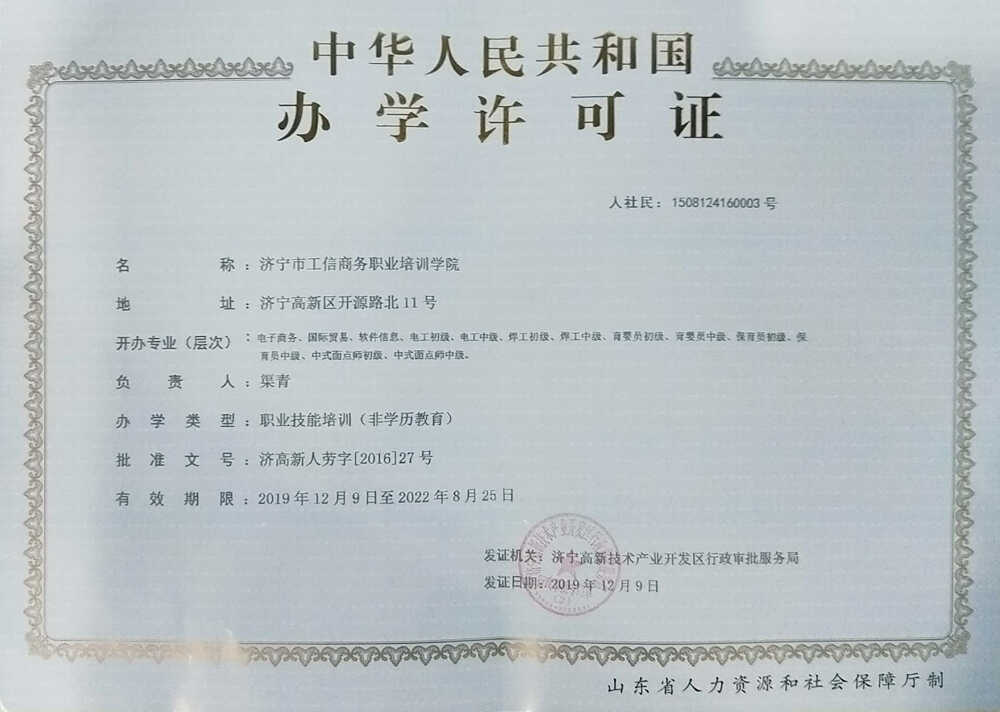 中华人民共和国
办学许可证
人社民：1508124160003号
名称：济宁市工信商务职业培训学院
地址：济宁高新区开源路北11号
开办专业（层次）：电子商务、国际贸易、软件信息、电工初级、电工中级、焊工初级、焊工中级、育婴员初级、育婴员中级、保育员初级、保
育员中级、中式面点师初级、中式面点师中级。
负责人：渠青
办学类型：职业技能培训（非学历教育）
批准文号：济高新人劳字[2016]27号
有效期限：2019年12月9日至2022年8月25日
发证机关：济宁高新技术产业开发区行政审批服务局
发证日期：2019年12月9日
山东省人力资源和社会保障厅制